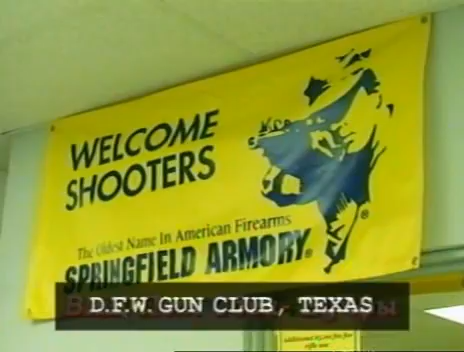 WELCOME
SHOOTERS
The Oldest Name In American Firearms
SPRINGFIELD ARMORY®
D.F.W. GUN CLUB, TEXAS